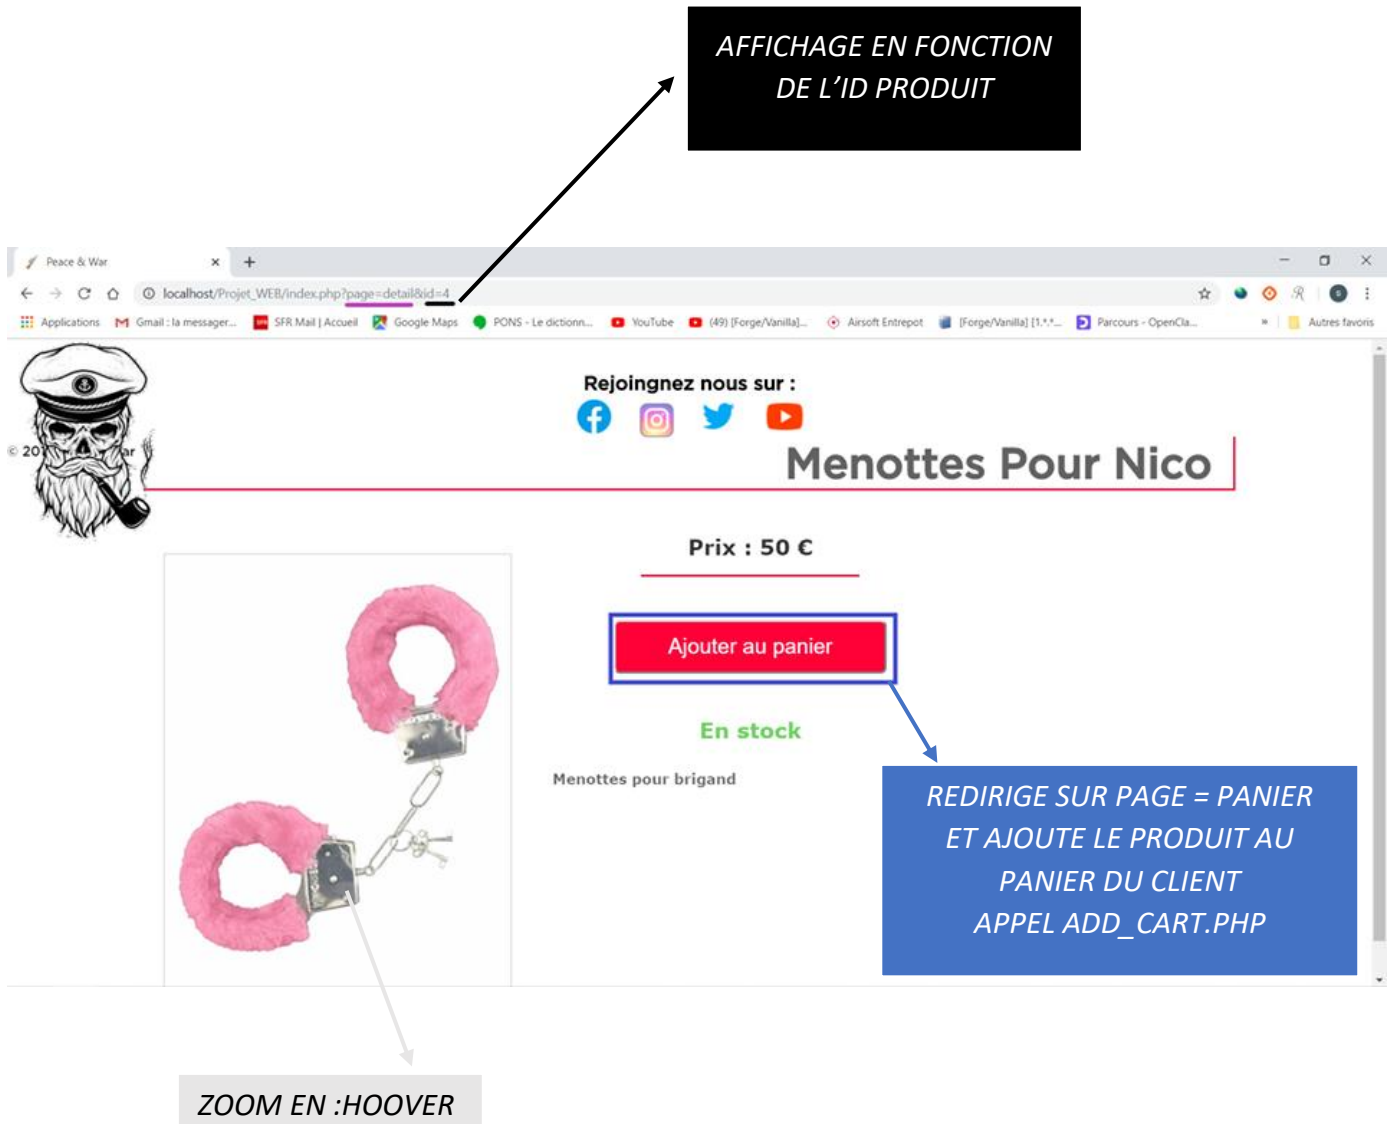 AFFICHAGE EN FONCTION
DE L’ID PRODUIT
Peace & War
localhost/Projet_WEB/index.php?page=detail&id=4
Applications
Gmail : la messager...
SFR Mail | Accueil
Google Maps
PONS - Le dictionn...
YouTube
(49) [Forge/Vanilla]...
Airsoft Entrepot
[Forge/Vanilla] [1.*.*...
Parcours - OpenCla...
»
Autres favoris
Rejoingnez nous sur :
© 20
ar
Menottes Pour Nico
Prix : 50 €
Ajouter au panier
En stock
Menottes pour brigand
REDIRIGE SUR PAGE = PANIER
ET AJOUTE LE PRODUIT AU
PANIER DU CLIENT
APPEL ADD_CART.PHP
ZOOM EN :HOOVER